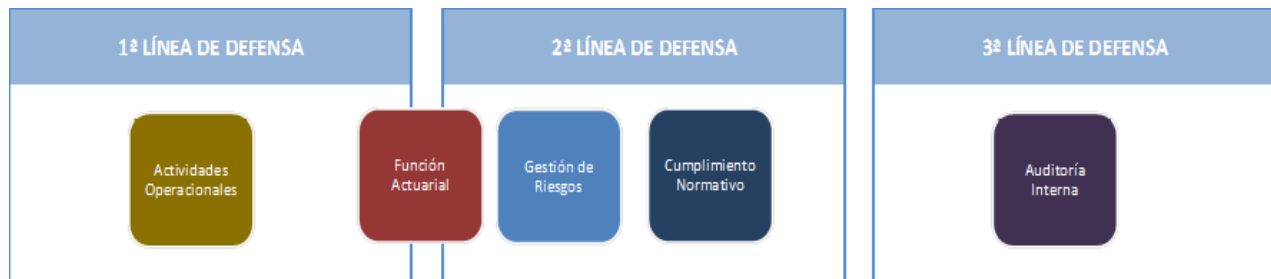 1ª LÍNEA DE DEFENSA
2ª LÍNEA DE DEFENSA
3ª LÍNEA DE DEFENSA
Actividades
Operacionales
Función
Actuarial
Gestión de
Riesgos
Cumplimiento
Normativo
Auditoría
Interna